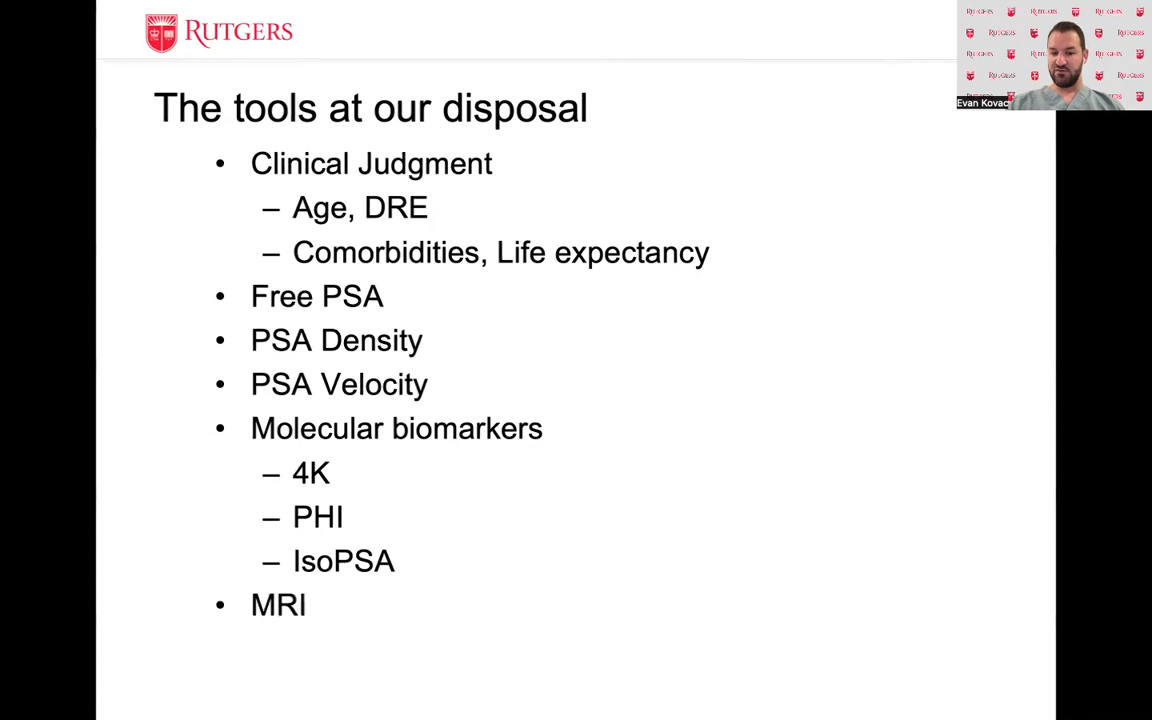 RUTGERS
Evan Kovac
The tools at our disposal
• Clinical Judgment
– Age, DRE
– Comorbidities, Life expectancy
• Free PSA
• PSA Density
• PSA Velocity
• Molecular biomarkers
– 4K
– PHI
– IsoPSA
• MRI